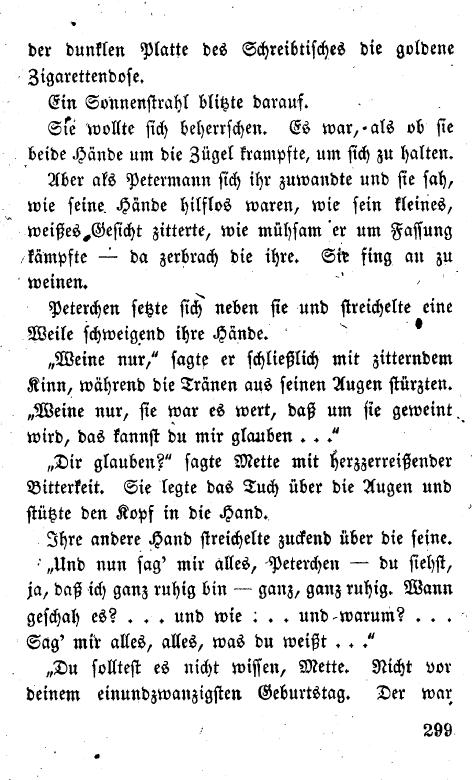 der dunklen Platte des Schreibtisches die goldene
Zigarettendose.
Ein Sonnenstrahl blitzte darauf.
Sie wollte sich beherrschen. Es war, als ob sie
beide Hände um die Zügel krampfte, um sich zu halten.
Aber als Petermann sich ihr zuwandte und sie sah,
wie seine Hände hilflos waren, wie sein kleines,
weißes Gesicht zitterte, wie mühsam er um Fassung
kämpfte — da zerbrach die ihre. Sie fing an zu
weinen.
Peterchen setzte sich neben sie und streichelte eine
Weile schweigend ihre Hände.
„Weine nur,“ sagte er schließlich mit zitterndem
Kinn, während die Tränen aus seinen Augen stürzten.
„Weine nur, sie war es wert, daß um sie geweint
wird, das kannst du mir glauben . . .“
„Dir glauben?“ sagte Mette mit herzzerreißender
Bitterkeit. Sie legte das Tuch über die Augen und
stützte den Kopf in die Hand.
Ihre andere Hand streichelte zuckend über die seine.
„Und nun sag’ mir alles, Peterchen — du siehst,
ja, daß ich ganz ruhig bin — ganz, ganz ruhig. Wann
geschah es? . . . und wie . . . und warum? . . .
Sag’ mir alles, alles, was du weißt . . .“
„Du solltest es nicht wissen, Mette. Nicht vor
deinem einundzwanzigsten Geburtstag. Der war
299